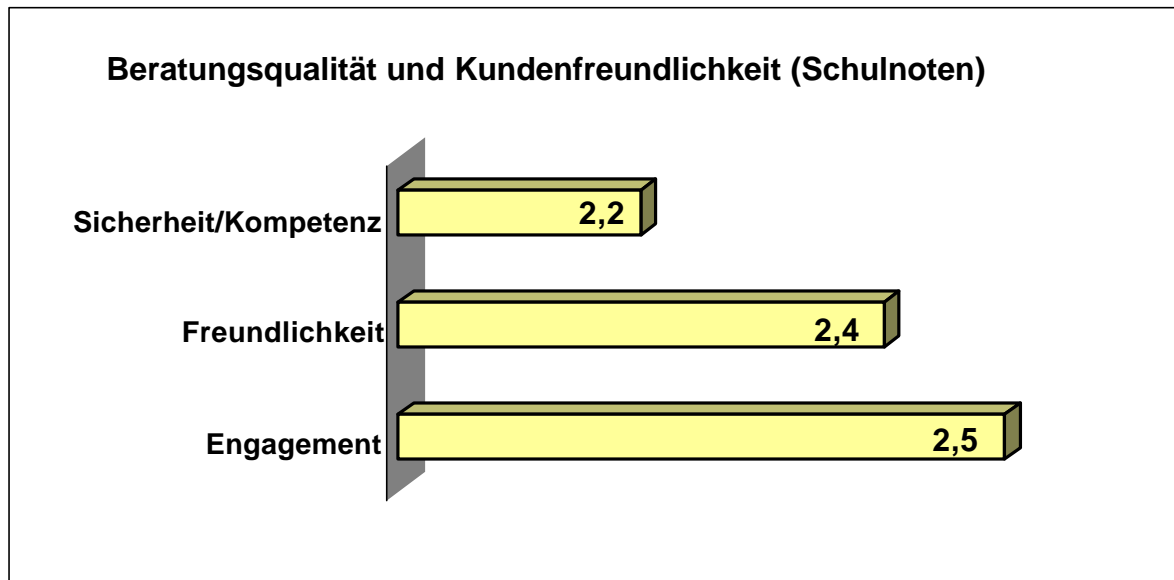 Beratungsqualität und Kundenfreundlichkeit (Schulnoten)
Sicherheit/Kompetenz 2,2
Freundlichkeit 2,4
Engagement 2,5